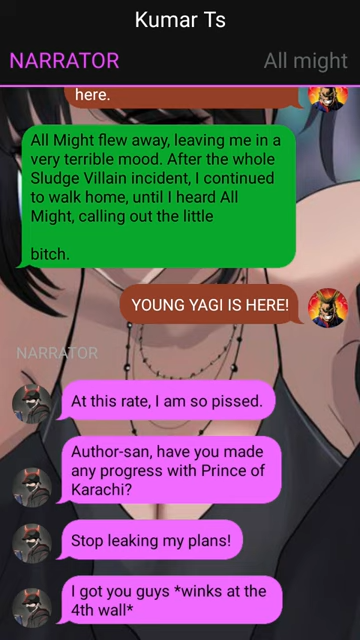 Kumar Ts
NARRATOR
All might
here.
All Might flew away, leaving me in a
very terrible mood. After the whole
Sludge Villain incident, I continued
to walk home, until I heard All
Might, calling out the little
bitch.
YOUNG YAGI IS HERE!
NARRATOR
At this rate, I am so pissed.
Author-san, have you made
any progress with Prince of
Karachi?
Stop leaking my plans!
I got you guys *winks at the
4th wall*